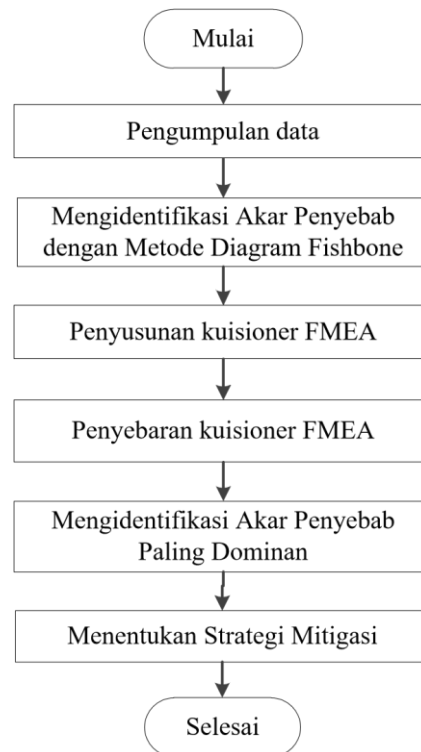 Mulai
Pengumpulan data
Mengidentifikasi Akar Penyebab
dengan Metode Diagram Fishbone
Penyusunan kuisioner FMEA
Penyebaran kuisioner FMEA
Mengidentifikasi Akar Penyebab
Paling Dominan
Menentukan Strategi Mitigasi
Selesai